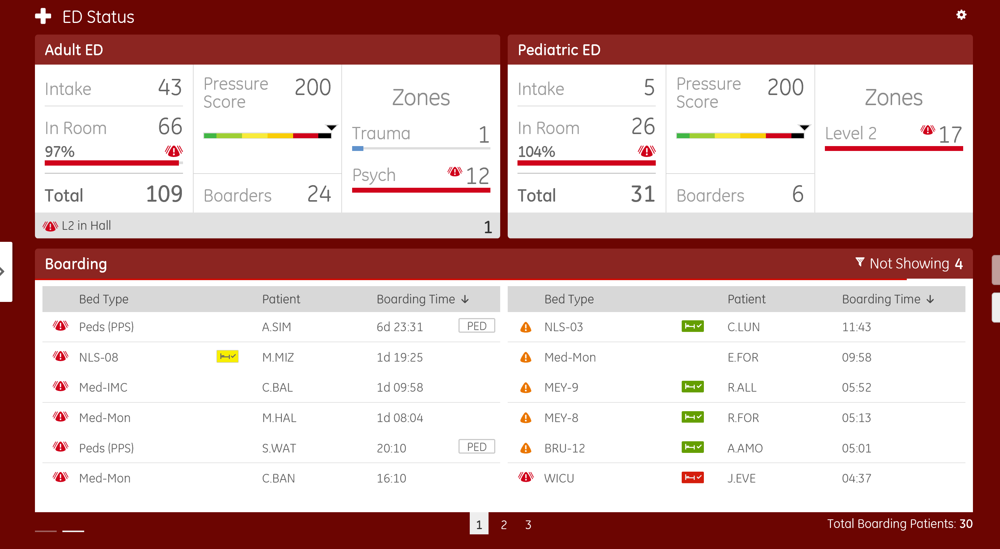 ED Status
Adult ED
Intake 43
In Room 66
97%
Total 109
Pressure
Score
200
Boarders 24
Zones
Trauma 1
Psych 12
L2 in Hall 1
Pediatric ED
Intake 5
In Room 26
104%
Total 31
Pressure
Score
200
Boarders 6
Zones
Level 2 17
Boarding Not Showing 4
Bed Type Patient Boarding Time
Peds (PPS) A.SIM 6d 23:31 PED
NLS-08 M.MIZ 1d 19:25
Med-IMC C.BAL 1d 09:58
Med-Mon M.HAL 1d 08:04
Peds (PPS) S.WAT 20:10 PED
Med-Mon C.BAN 16:10
Bed Type Patient Boarding Time
NLS-03 C.LUN 11:43
Med-Mon E.FOR 09:58
MEY-9 R.ALL 05:52
MEY-8 R.FOR 05:13
BRU-12 A.AMO 05:01
WICU J.EVE 04:37
1 2 3
Total Boarding Patients: 30